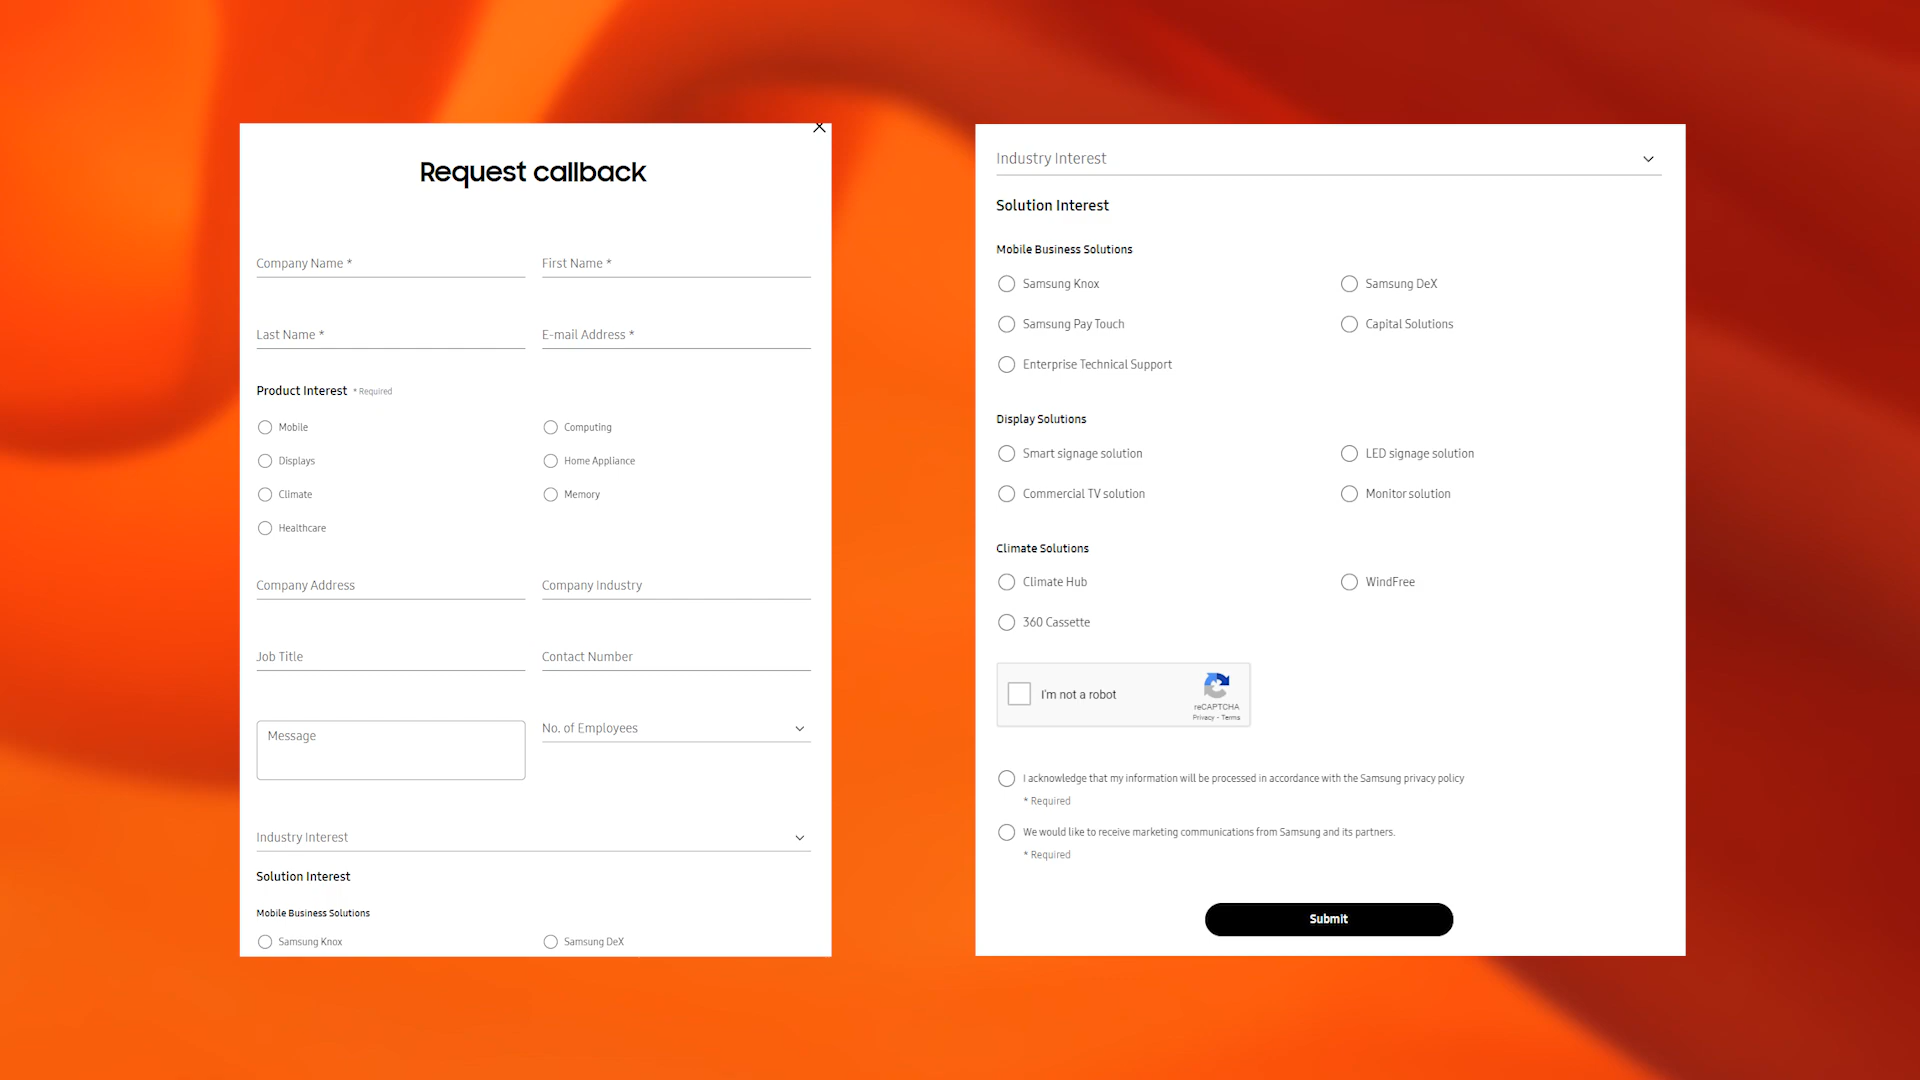 Request callback
Company Name *
First Name *
Last Name *
E-mail Address *
Product Interest * Required
Mobile
Computing
Displays
Home Appliance
Climate
Memory
Healthcare
Company Address
Company Industry
Job Title
Contact Number
Message
No. of Employees
Industry Interest
Solution Interest
Mobile Business Solutions
Samsung Knox
Samsung DeX
Industry Interest
Solution Interest
Mobile Business Solutions
Samsung Knox
Samsung DeX
Samsung Pay Touch
Capital Solutions
Enterprise Technical Support
Display Solutions
Smart signage solution
LED signage solution
Commercial TV solution
Monitor solution
Climate Solutions
Climate Hub
WindFree
360 Cassette
I'm not a robot
reCAPTCHA
Privacy - Terms
I acknowledge that my information will be processed in accordance with the Samsung privacy policy
* Required
We would like to receive marketing communications from Samsung and its partners.
* Required
Submit